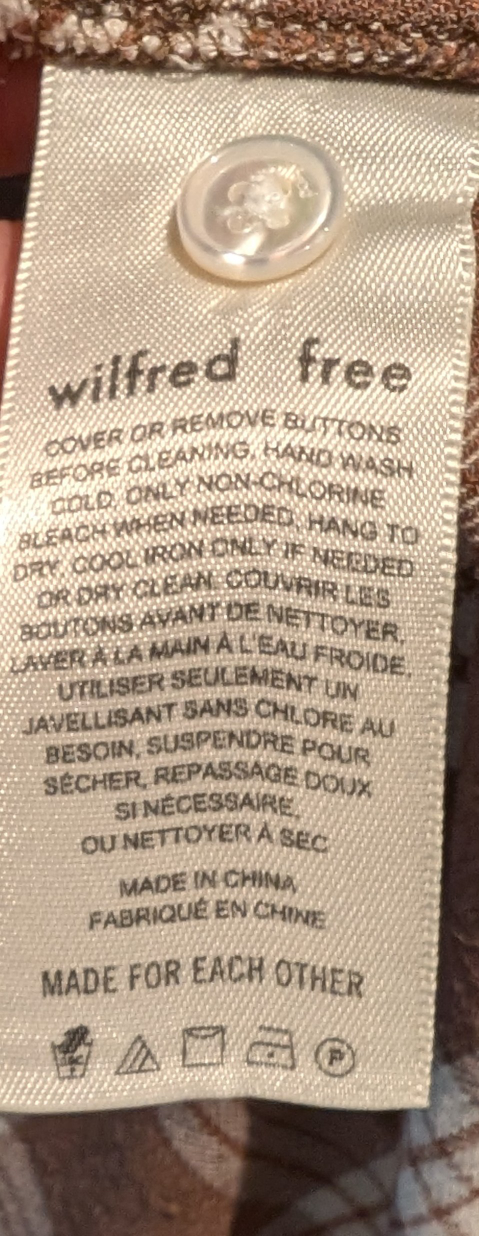 wilfred free
COVER OR REMOVE BUTTONS
BEFORE CLEANING, HAND WASH
COLD, ONLY NON-CHLORINE
BLEACH WHEN NEEDED, HANG TO
DRY, COOL IRON ONLY IF NEEDED
OR DRY CLEAN. COUVRIR LES
BOUTONS AVANT DE NETTOYER,
LAVER À LA MAIN À L'EAU FROIDE,
UTILISER SEULEMENT UN
JAVELLISANT SANS CHLORE AU
BESOIN, SUSPENDRE POUR
SÉCHER, REPASSAGE DOUX
SI NÉCESSAIRE,
OU NETTOYER À SEC
MADE IN CHINA
FABRIQUÉ EN CHINE
MADE FOR EACH OTHER
P